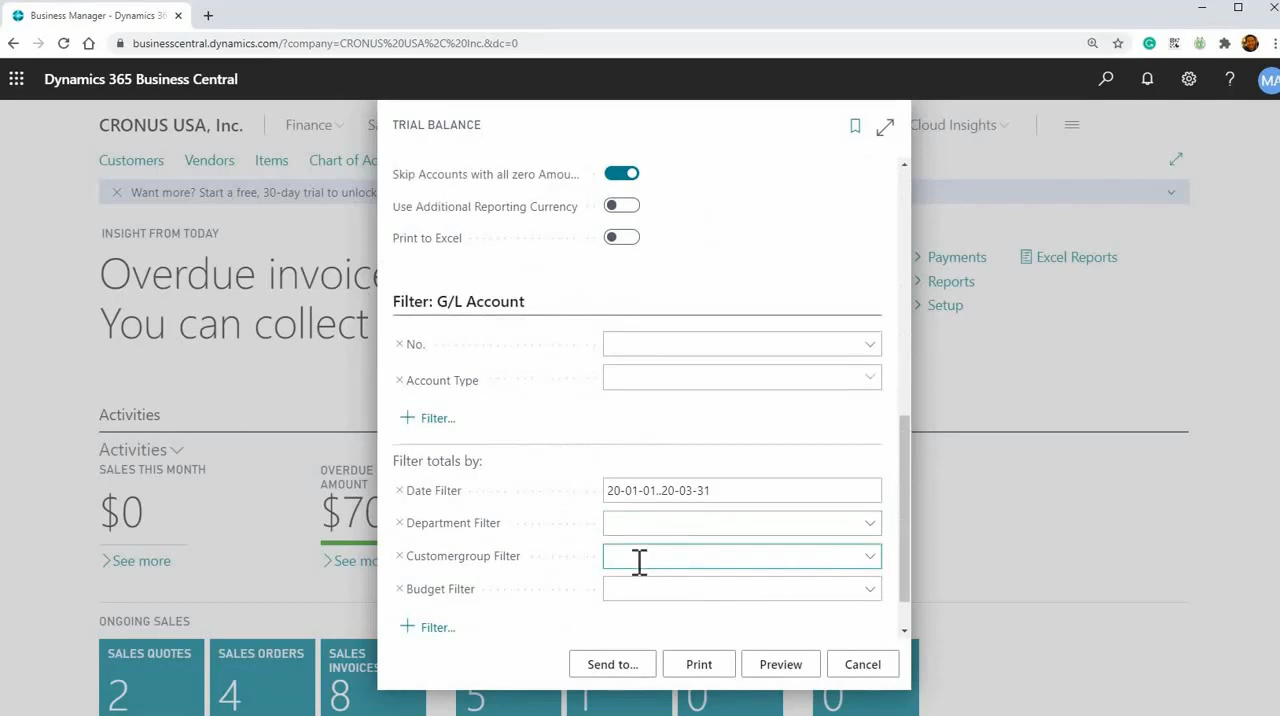 Business Manager - Dynamics 36
businesscentral.dynamics.com/?company=CRONUS%20USA%2C%20Inc.&dc=0
Dynamics 365 Business Central
MA
CRONUS USA, Inc.
Finance
Sa
Cloud Insights
TRIAL BALANCE
Customers
Vendors
Items
Chart of Ac
Want more? Start a free, 30-day trial to unlock
INSIGHT FROM TODAY
Overdue invoic
You can collect
Payments
Reports
Setup
Excel Reports
Skip Accounts with all zero Amou...
Use Additional Reporting Currency
Print to Excel
Filter: G/L Account
No.
Account Type
Filter...
Filter totals by:
Date Filter
20-01-01..20-03-31
Department Filter
Customergroup Filter
Budget Filter
Filter...
Send to...
Print
Preview
Cancel
Activities
Activities
SALES THIS MONTH
$0
See more
OVERDUE
AMOUNT
$70
See mo
ONGOING SALES
SALES QUOTES
2
SALES ORDERS
4
SALES
INVOICES
8
5
1
0
0